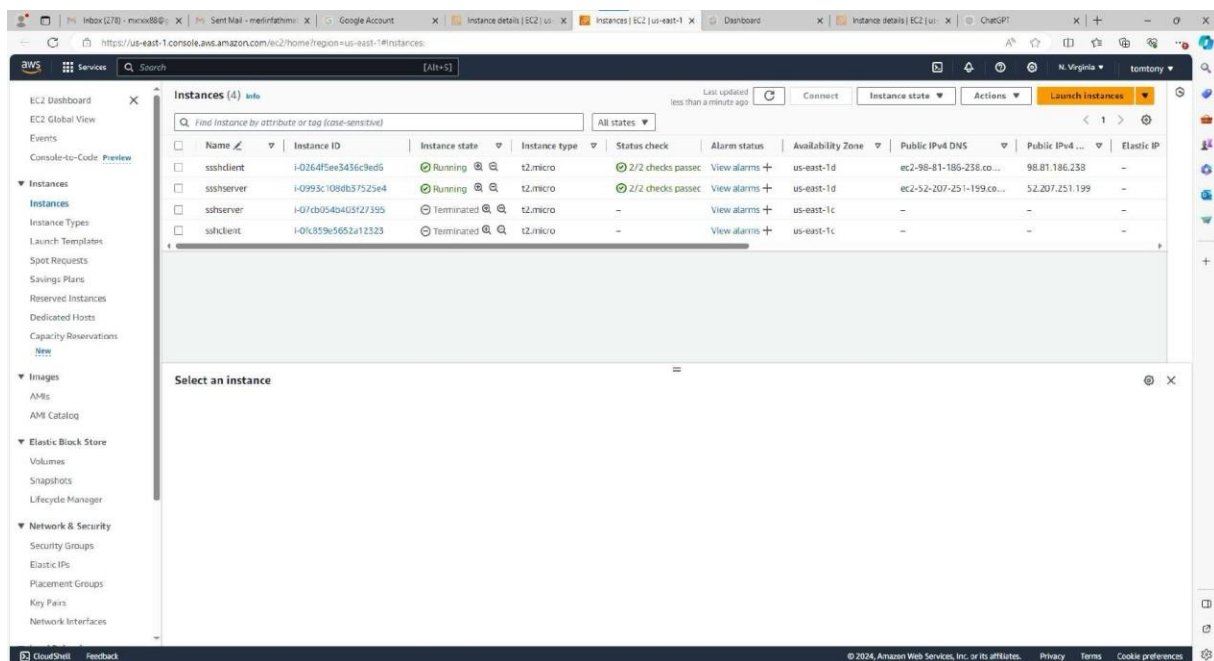 Inbox (278) - mxnxix88@g
Sent Mail - merlinfathima
Google Account
Instance details | EC2 | us
Instances | EC2 | us-east-1
Dashboard
Instance details | EC2 | us
ChatGPT
https://us-east-1.console.aws.amazon.com/ec2/home?region=us-east-1#Instances:
aws Services Search [Alt+S] N. Virginia tomtony
EC2 Dashboard
EC2 Global View
Events
Console-to-Code Preview
Instances
Instances
Instance Types
Launch Templates
Spot Requests
Savings Plans
Reserved Instances
Dedicated Hosts
Capacity Reservations
New
Images
AMIs
AMI Catalog
Elastic Block Store
Volumes
Snapshots
Lifecycle Manager
Network & Security
Security Groups
Elastic IPs
Placement Groups
Key Pairs
Network Interfaces
Instances (4) Info
Last updated
less than a minute ago
Connect Instance state Actions Launch instances
Find Instance by attribute or tag (case-sensitive) All states 1
Name Instance ID Instance state Instance type Status check Alarm status Availability Zone Public IPv4 DNS Public IPv4 ... Elastic IP
ssshclient i-0264f5ee3436c9ed6 Running t2.micro 2/2 checks passec View alarms + us-east-1d ec2-98-81-186-238.co... 98.81.186.238 –
ssshserver i-0993c108db37525e4 Running t2.micro 2/2 checks passec View alarms + us-east-1d ec2-52-207-251-199.co... 52.207.251.199 –
sshserver i-07cb054b403f27395 Terminated t2.micro – View alarms + us-east-1c – – –
sshclient i-0fc859e5652a12323 Terminated t2.micro – View alarms + us-east-1c – – –
Select an instance
CloudShell Feedback © 2024, Amazon Web Services, Inc. or its affiliates. Privacy Terms Cookie preferences